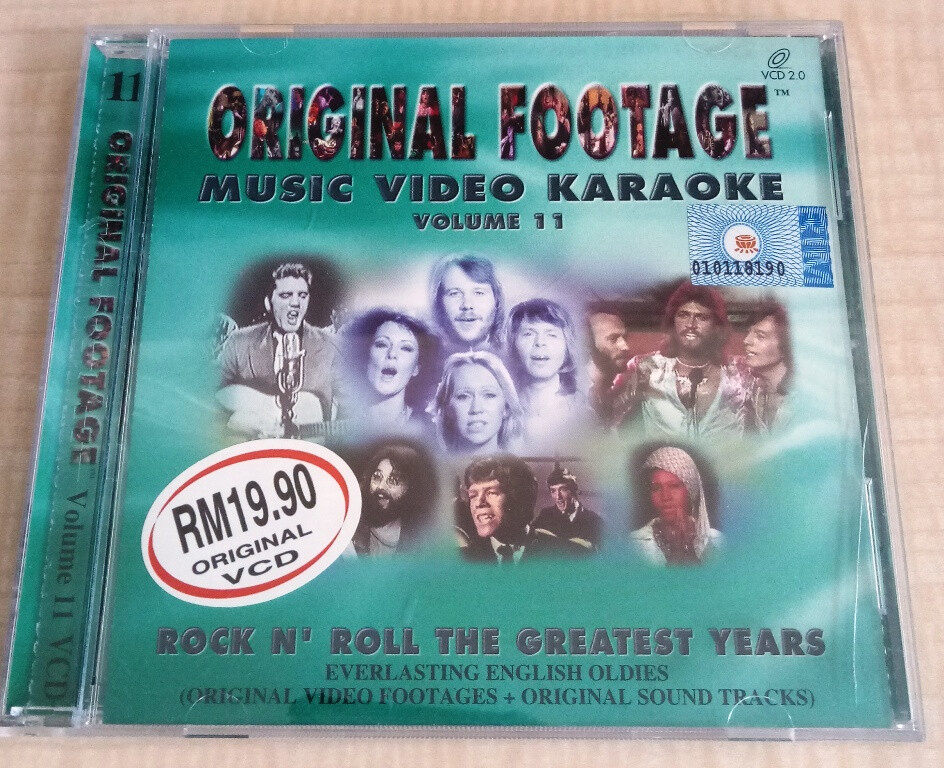 11 ORIGINAL FOOTAGE™ Volume 11 VCD
VCD 2.0
ORIGINAL FOOTAGE™
MUSIC VIDEO KARAOKE
VOLUME 11
010118190
RM19.90
ORIGINAL
VCD
ROCK N' ROLL THE GREATEST YEARS
EVERLASTING ENGLISH OLDIES
(ORIGINAL VIDEO FOOTAGES + ORIGINAL SOUND TRACKS)